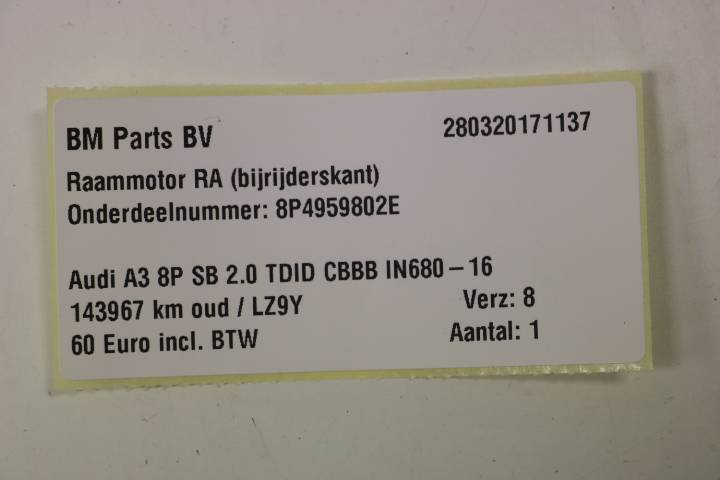 BM Parts BV 280320171137
Raammotor RA (bijrijderskant)
Onderdeelnummer: 8P4959802E
Audi A3 8P SB 2.0 TDID CBBB IN680 – 16
143967 km oud / LZ9Y Verz: 8
60 Euro incl. BTW Aantal: 1